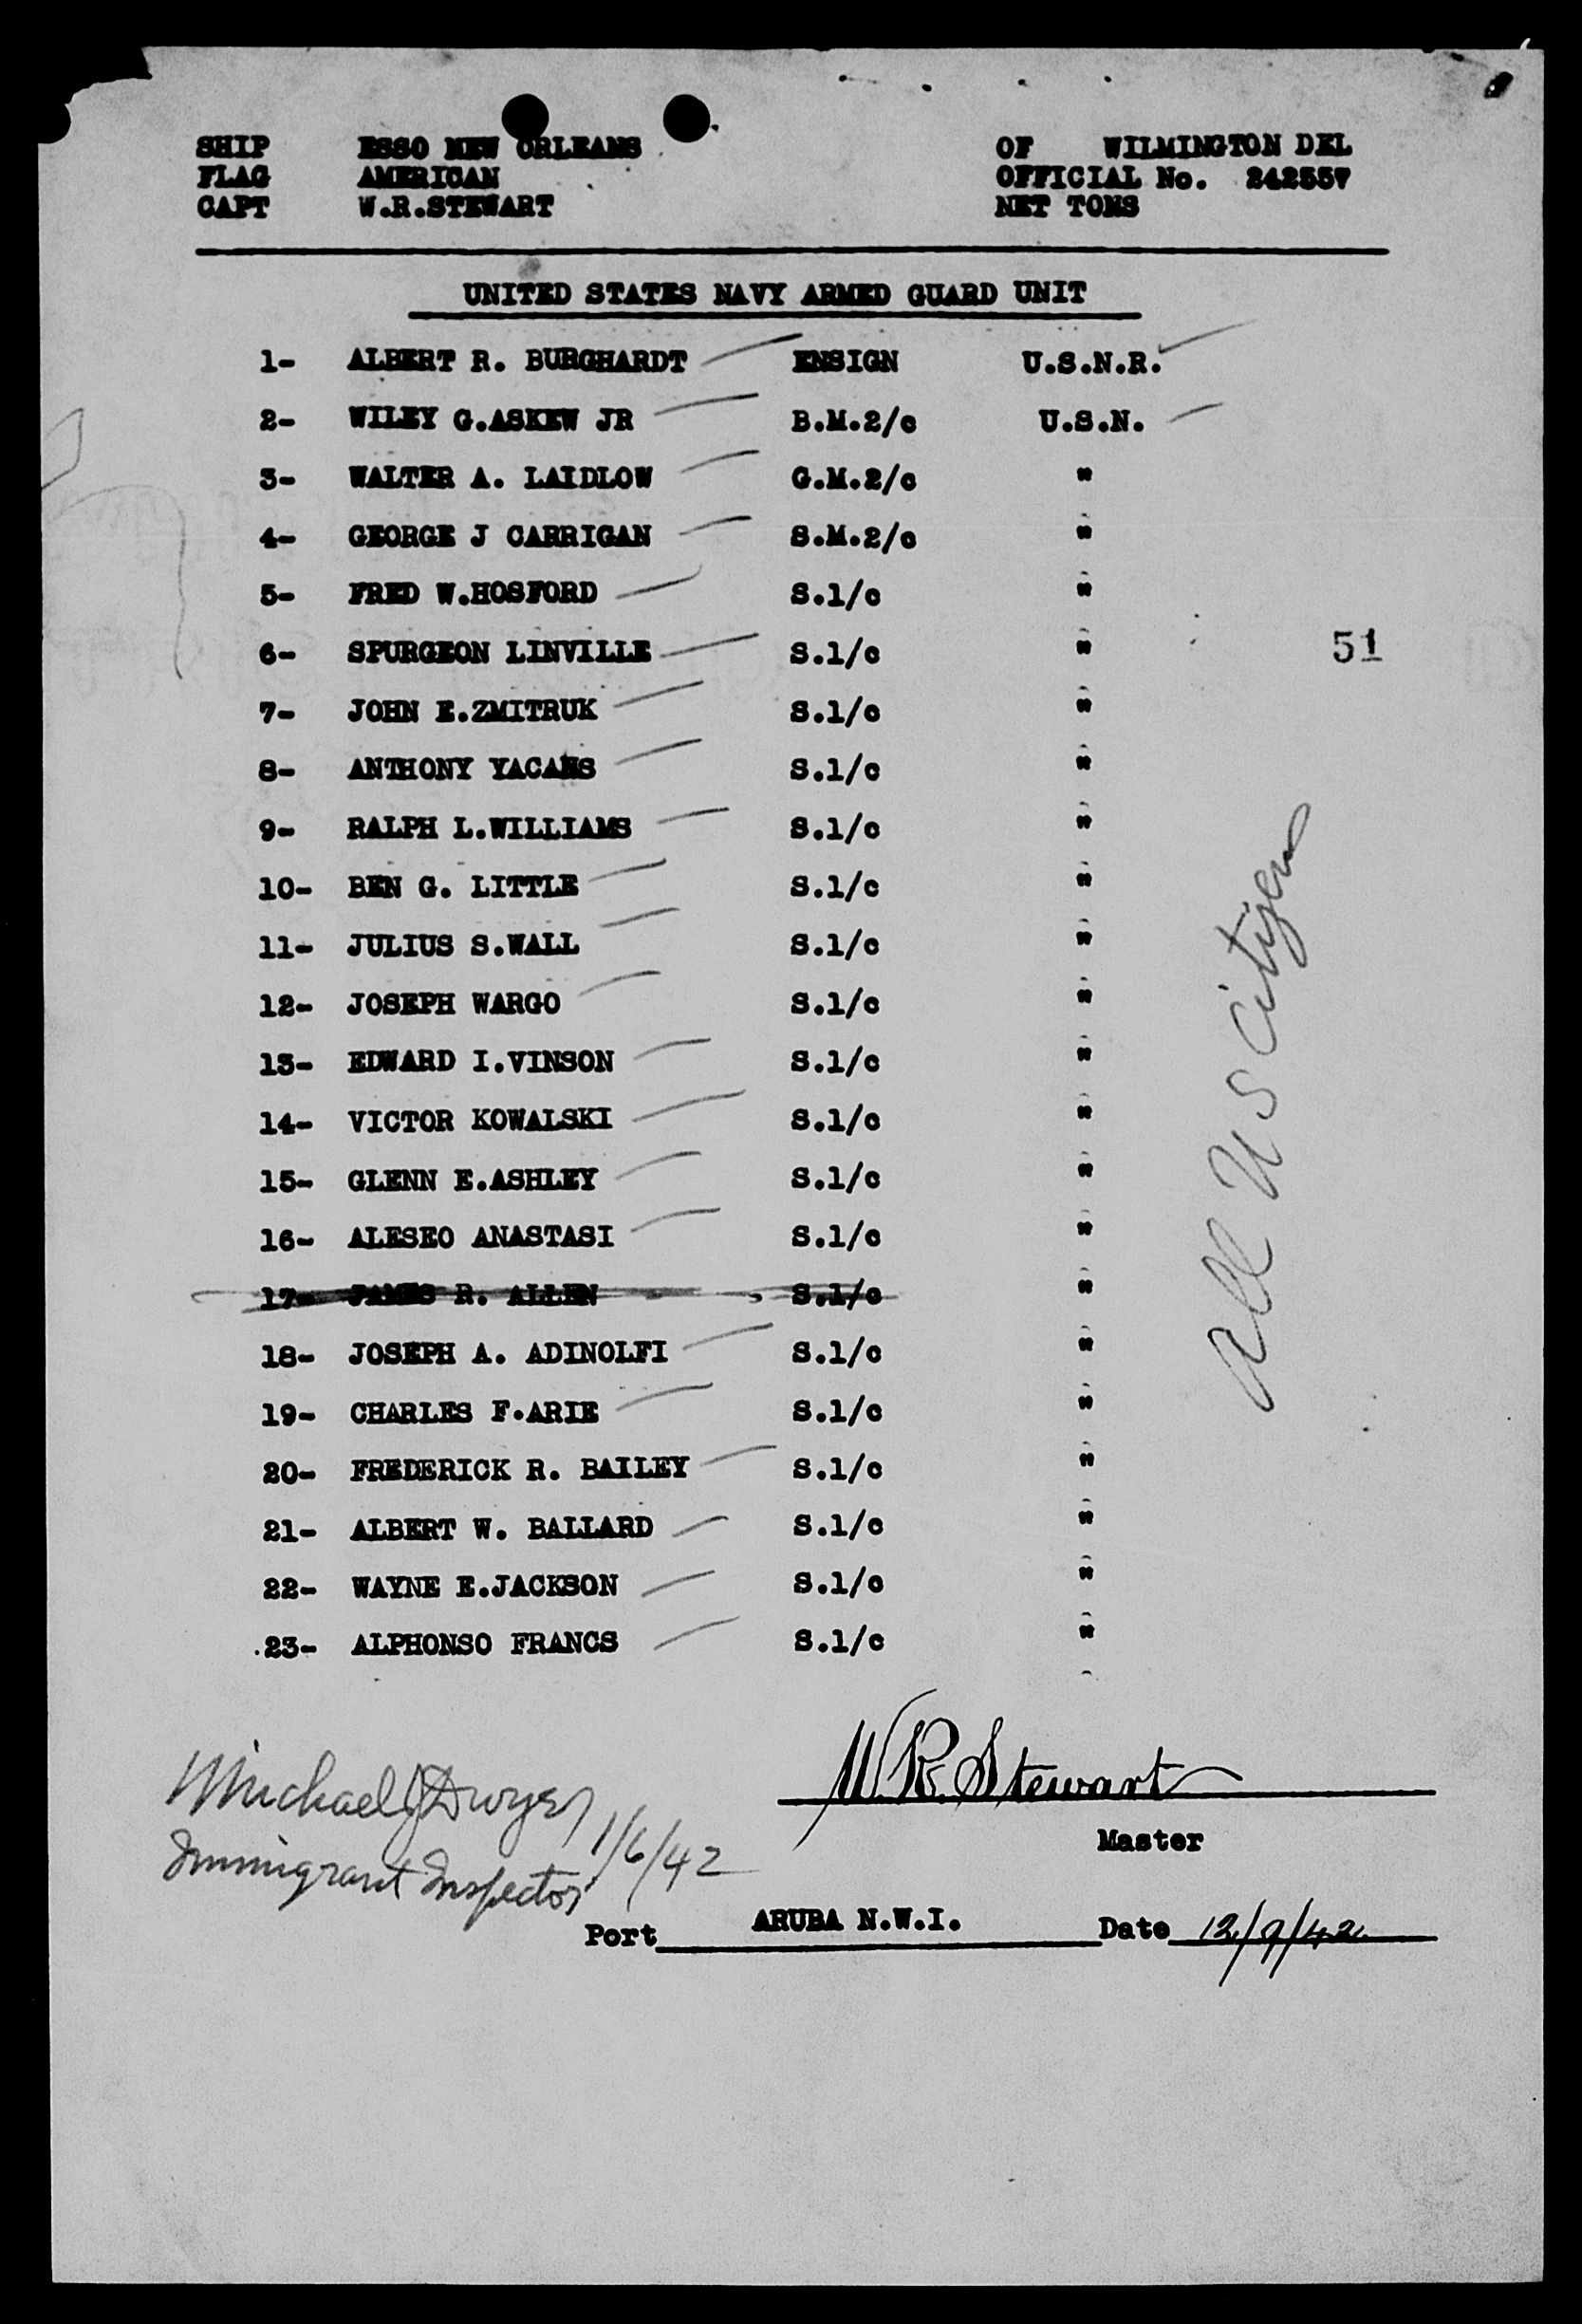 SHIP ESSO NEW ORLEANS OF WILMINGTON DEL
FLAG AMERICAN OFFICIAL No. 242557
CAPT W.R.STEWART NET TONS
UNITED STATES NAVY ARMED GUARD UNIT
1- ALBERT R. BURGHARDT ENSIGN U.S.N.R.
2- WILEY G.ASKEW JR B.M.2/c U.S.N.
3- WALTER A. LAIDLOW G.M.2/c "
4- GEORGE J CARRIGAN S.M.2/c "
5- FRED W.HOSFORD S.1/c "
6- SPURGEON LINVILLE S.1/c "
51
7- JOHN E.ZMITRUK S.1/c "
8- ANTHONY YACANS S.1/c "
9- RALPH L.WILLIAMS S.1/c "
10- BEN G. LITTLE S.1/c "
11- JULIUS S.WALL S.1/c "
12- JOSEPH WARGO S.1/c "
13- EDWARD I.VINSON S.1/c "
14- VICTOR KOWALSKI S.1/c "
15- GLENN E.ASHLEY S.1/c "
16- ALESEO ANASTASI S.1/c "
17- JAMES R. ALLEN S.1/c "
18- JOSEPH A. ADINOLFI S.1/c "
19- CHARLES F.ARIE S.1/c "
20- FREDERICK R. BAILEY S.1/c "
21- ALBERT W. BALLARD S.1/c "
22- WAYNE E.JACKSON S.1/c "
23- ALPHONSO FRANCS S.1/c "
All U S Citizen
W.R. Stewart
Master
Michael J Dwyer 1/6/42
Immigrant Inspector
Port ARUBA N.W.I. Date 12/9/42